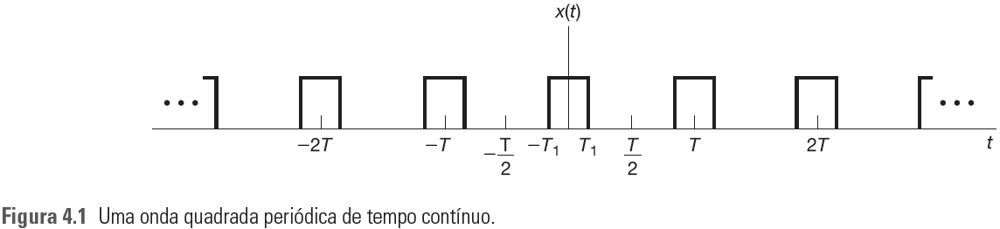 x(t)
• • • • • •
−2T −T −T/2 −T₁ T₁ T/2 T 2T t
Figura 4.1 Uma onda quadrada periódica de tempo contínuo.